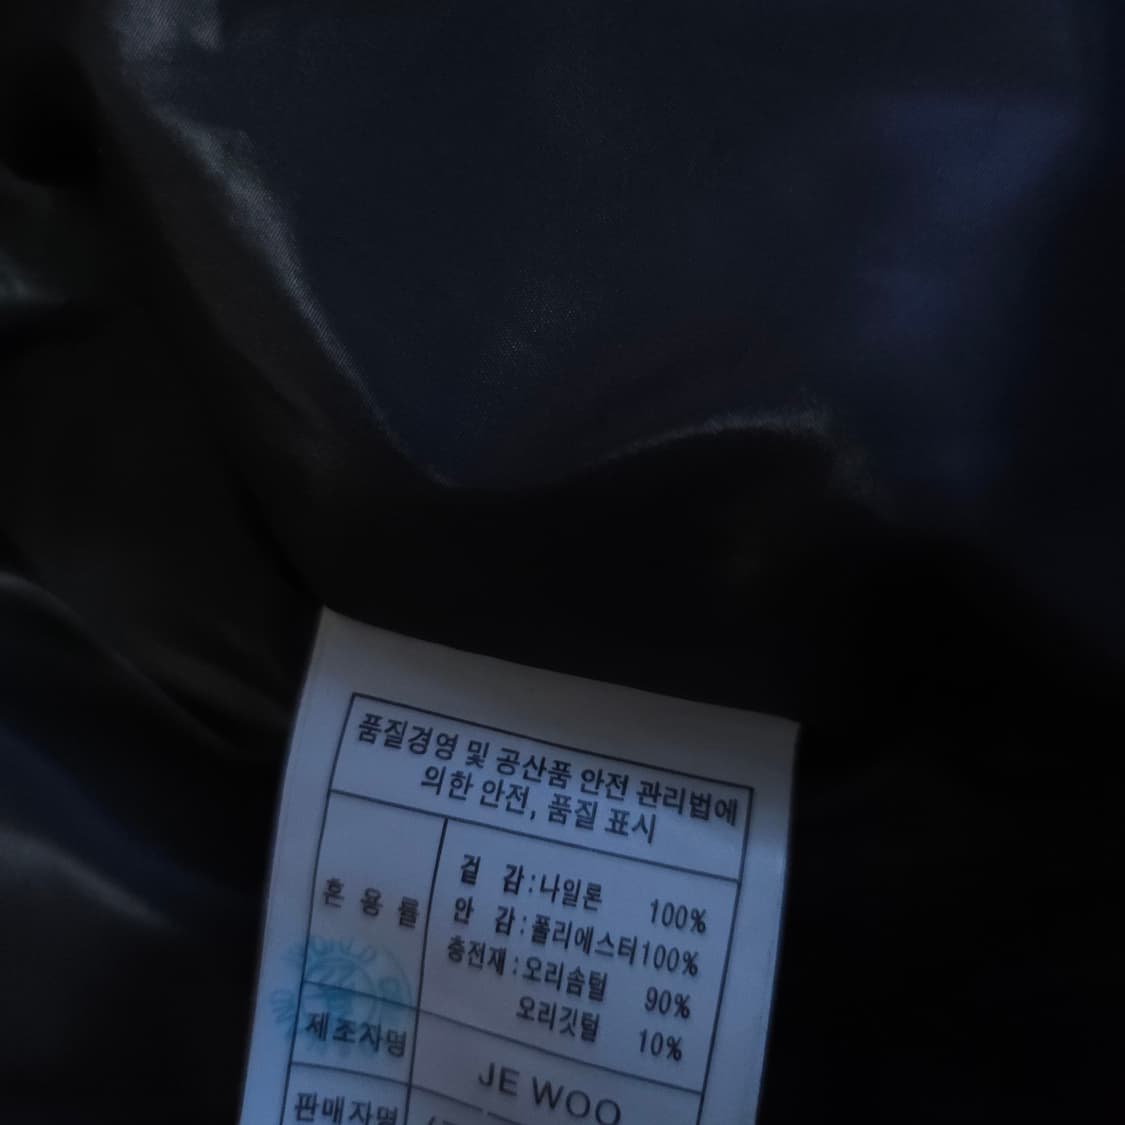 품질경영 및 공산품 안전 관리법에
의한 안전, 품질 표시
혼 용 률
겉 감 : 나일론 100%
안 감 : 폴리에스터 100%
충전재 : 오리솜털 90%
오리깃털 10%
제조자명
JE WOO
판매자명